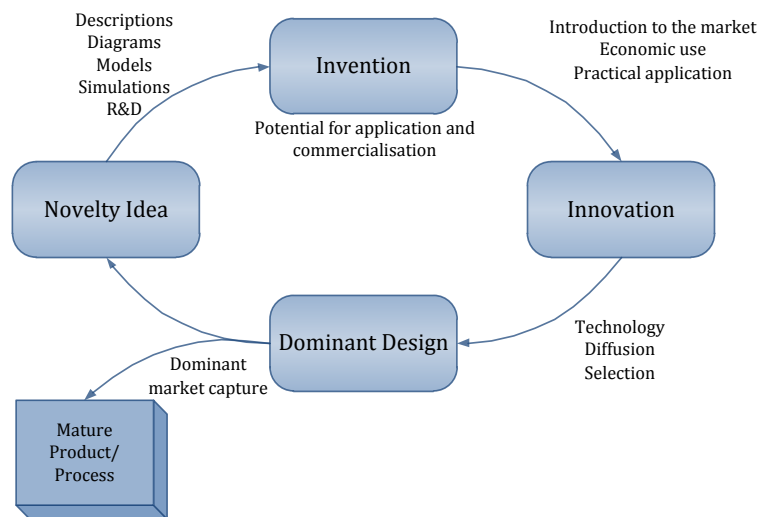 Descriptions
Diagrams
Models
Simulations
R&D
Invention
Introduction to the market
Economic use
Practical application
Potential for application and
commercialisation
Novelty Idea
Innovation
Dominant Design
Technology
Diffusion
Selection
Dominant
market capture
Mature
Product/
Process